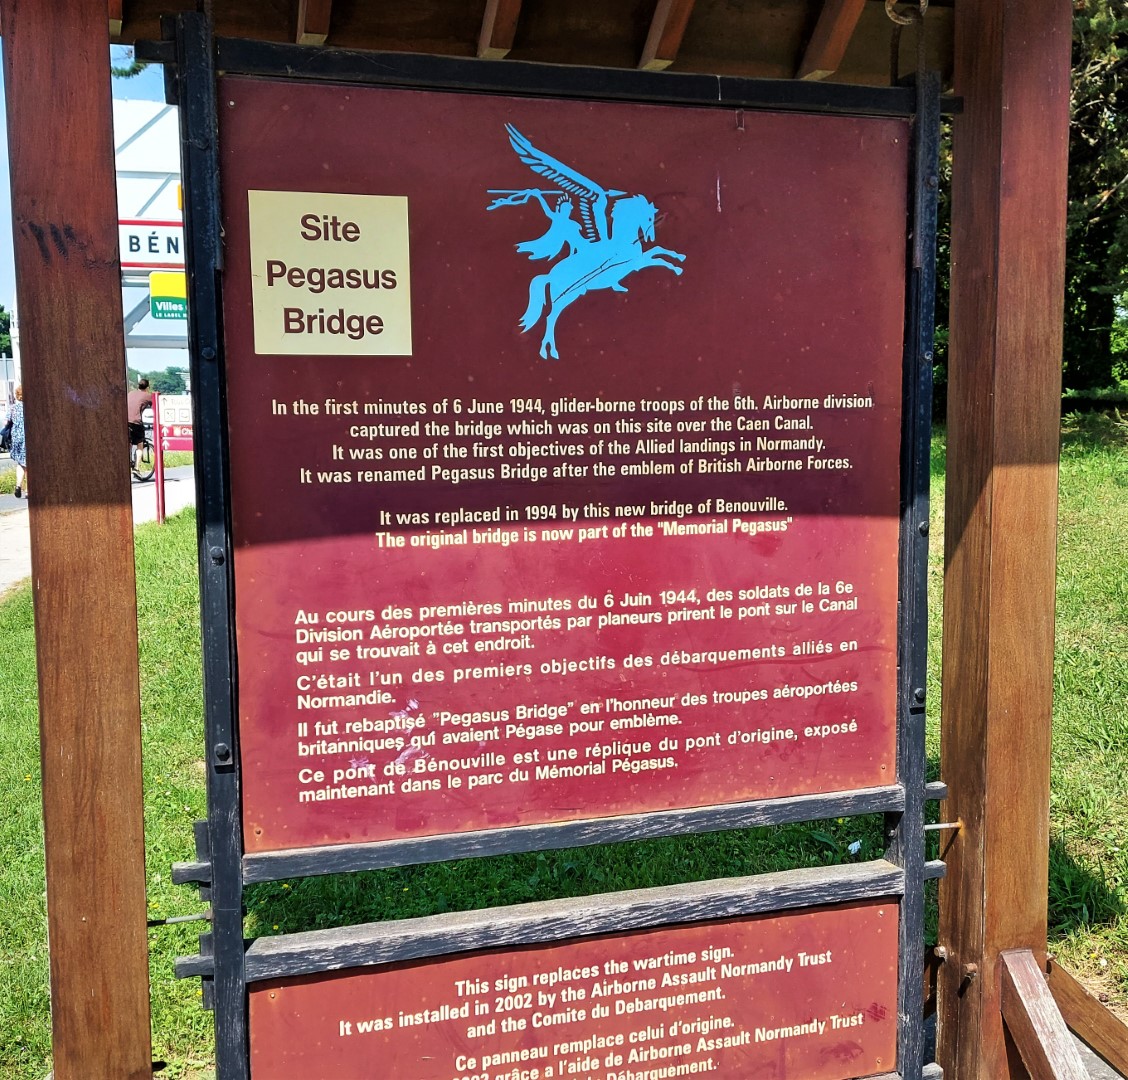 Site
Pegasus
Bridge
In the first minutes of 6 June 1944, glider-borne troops of the 6th. Airborne division
captured the bridge which was on this site over the Caen Canal.
It was one of the first objectives of the Allied landings in Normandy.
It was renamed Pegasus Bridge after the emblem of British Airborne Forces.
It was replaced in 1994 by this new bridge of Benouville.
The original bridge is now part of the "Memorial Pegasus"
Au cours des premières minutes du 6 Juin 1944, des soldats de la 6e
Division Aéroportée transportés par planeurs prirent le pont sur le Canal
qui se trouvait à cet endroit.
C'était l'un des premiers objectifs des débarquements alliés en
Normandie.
Il fut rebaptisé "Pegasus Bridge" en l'honneur des troupes aéroportées
britanniques qui avaient Pégase pour emblème.
Ce pont de Bénouville est une réplique du pont d'origine, exposé
maintenant dans le parc du Mémorial Pégasus.
This sign replaces the wartime sign.
It was installed in 2002 by the Airborne Assault Normandy Trust
and the Comite du Debarquement.
Ce panneau remplace celui d'origine.
grâce a l'aide de Airborne Assault Normandy Trust
Débarquement.
BÉN
Villes